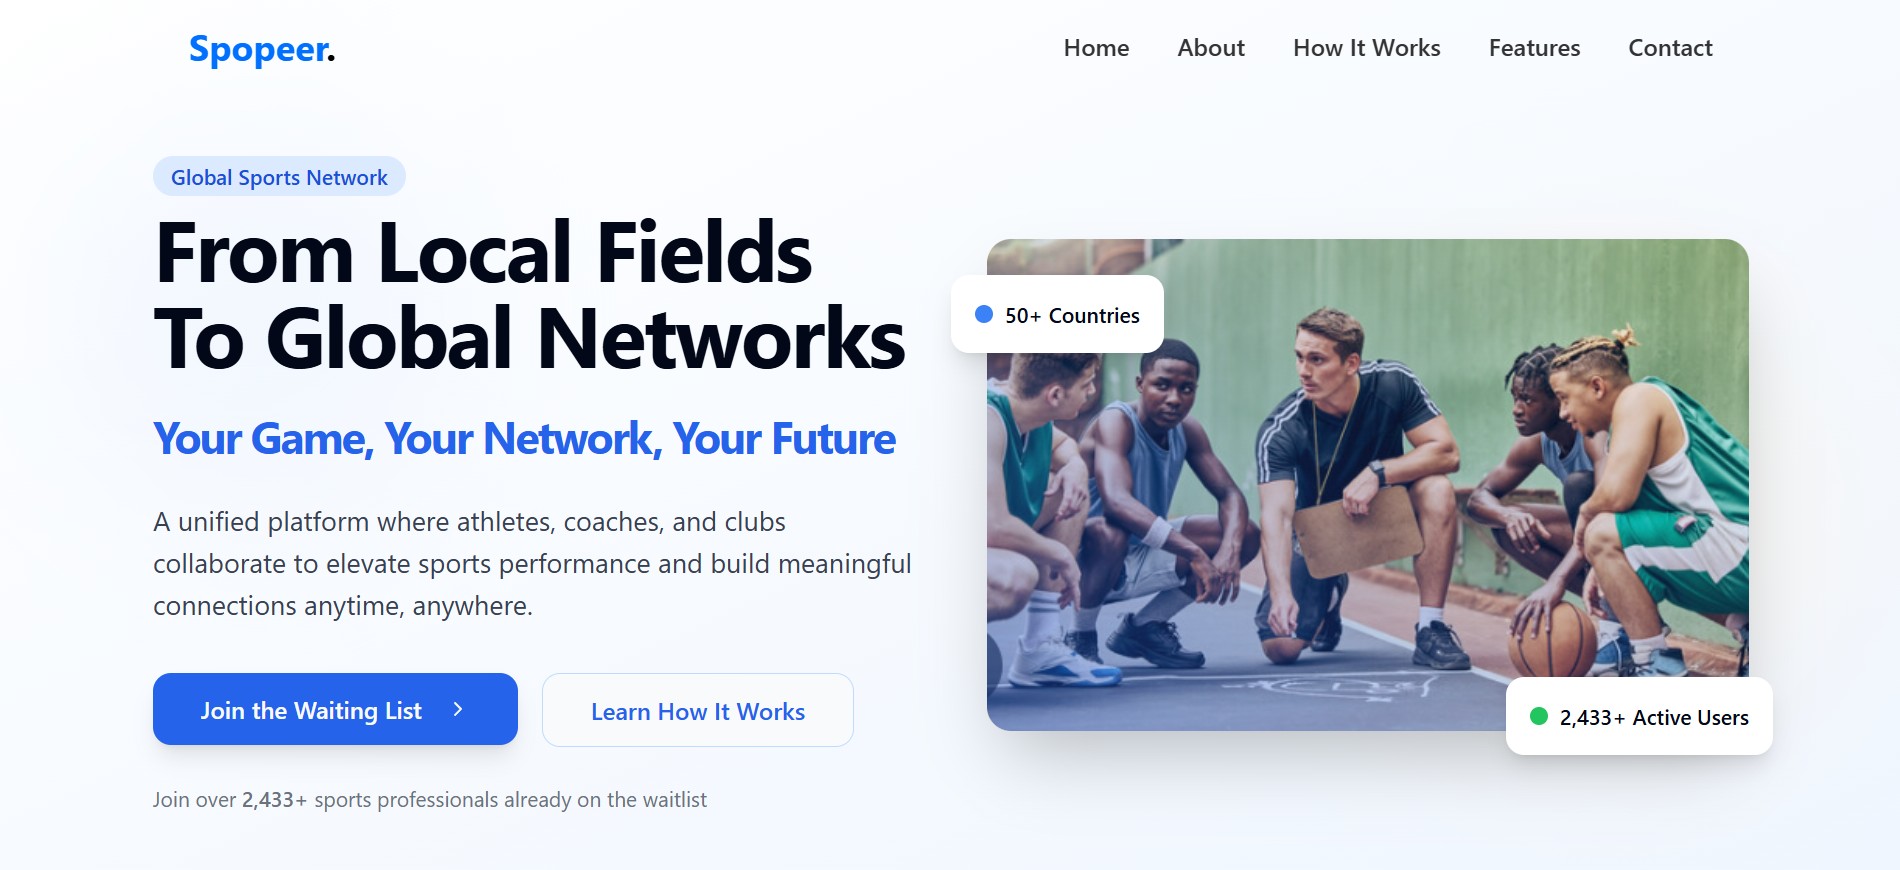 Spopeer.
Home About How It Works Features Contact
Global Sports Network
From Local Fields
To Global Networks
Your Game, Your Network, Your Future
A unified platform where athletes, coaches, and clubs
collaborate to elevate sports performance and build meaningful
connections anytime, anywhere.
Join the Waiting List
Learn How It Works
Join over 2,433+ sports professionals already on the waitlist
50+ Countries
2,433+ Active Users